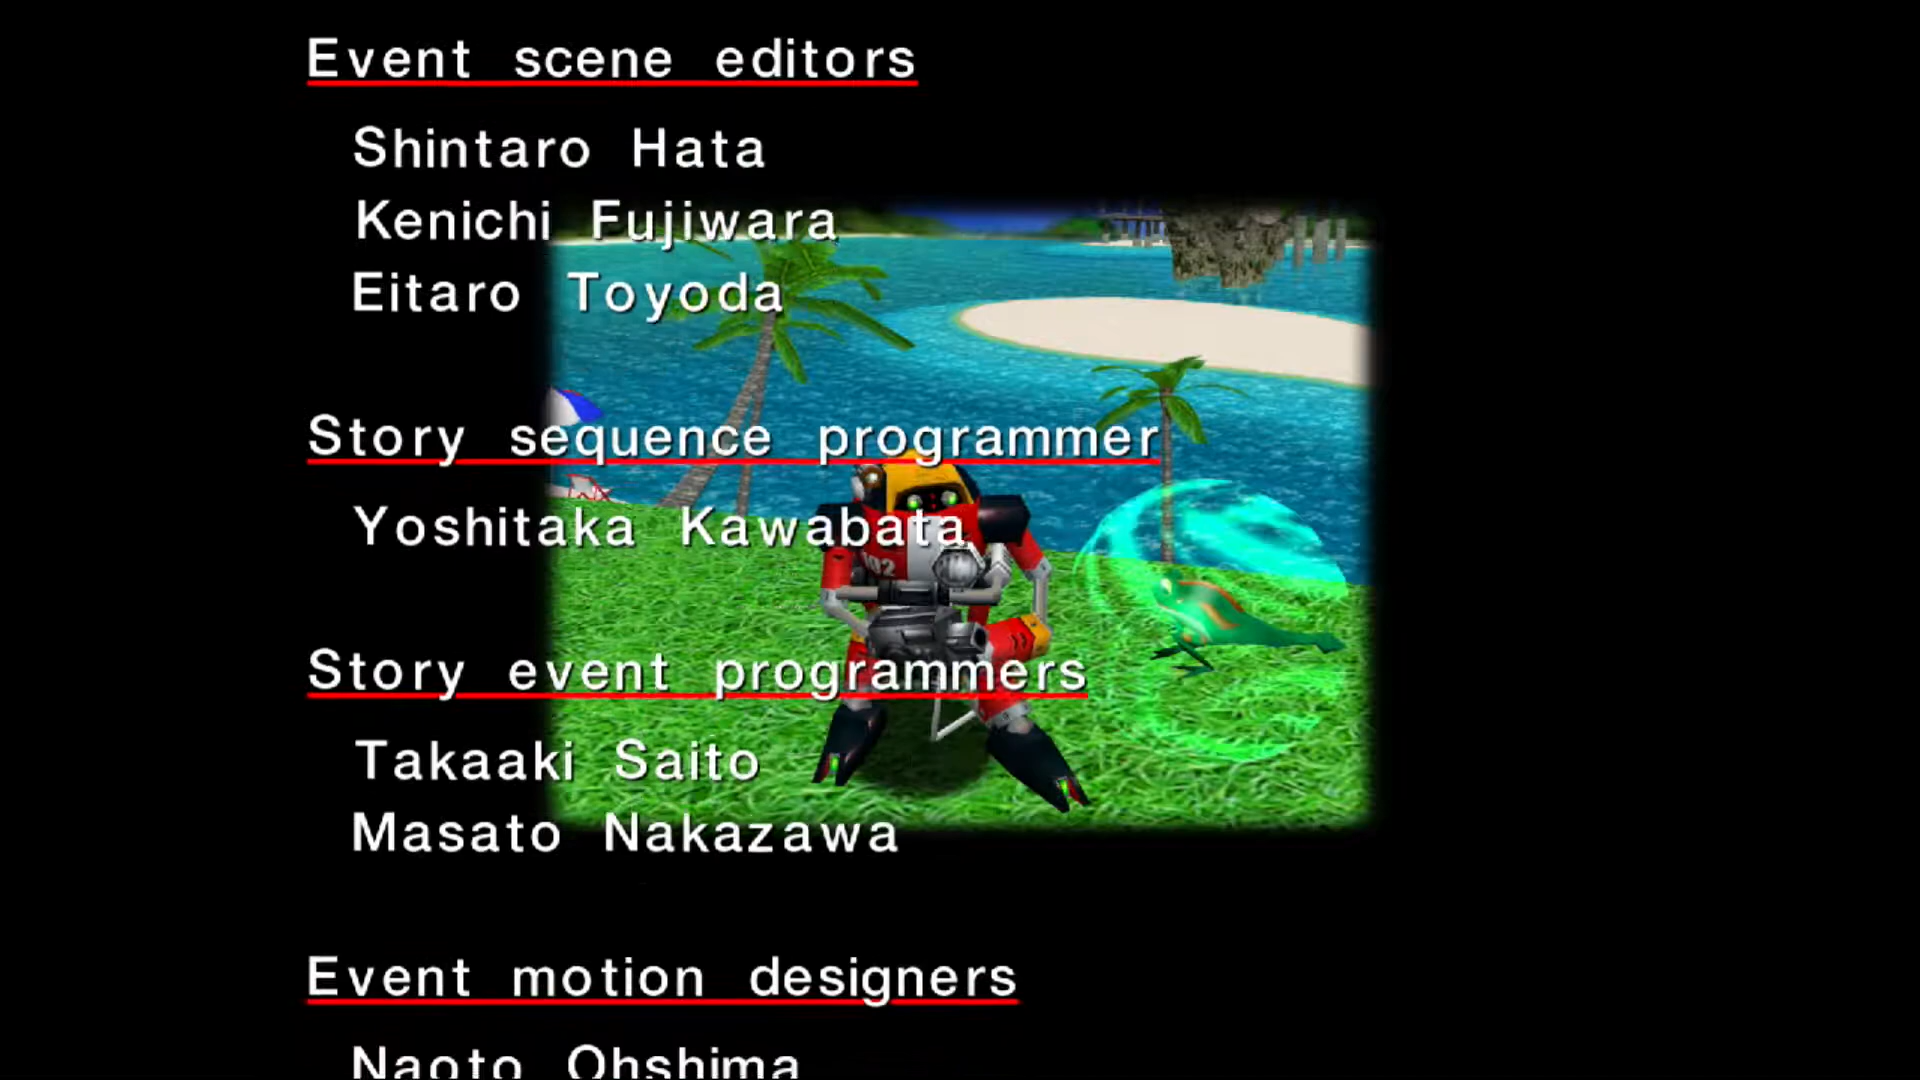 Event scene editors
Shintaro Hata
Kenichi Fujiwara
Eitaro Toyoda
Story sequence programmer
Yoshitaka Kawabata
102
Story event programmers
Takaaki Saito
Masato Nakazawa
Event motion designers
Naoto Ohshima